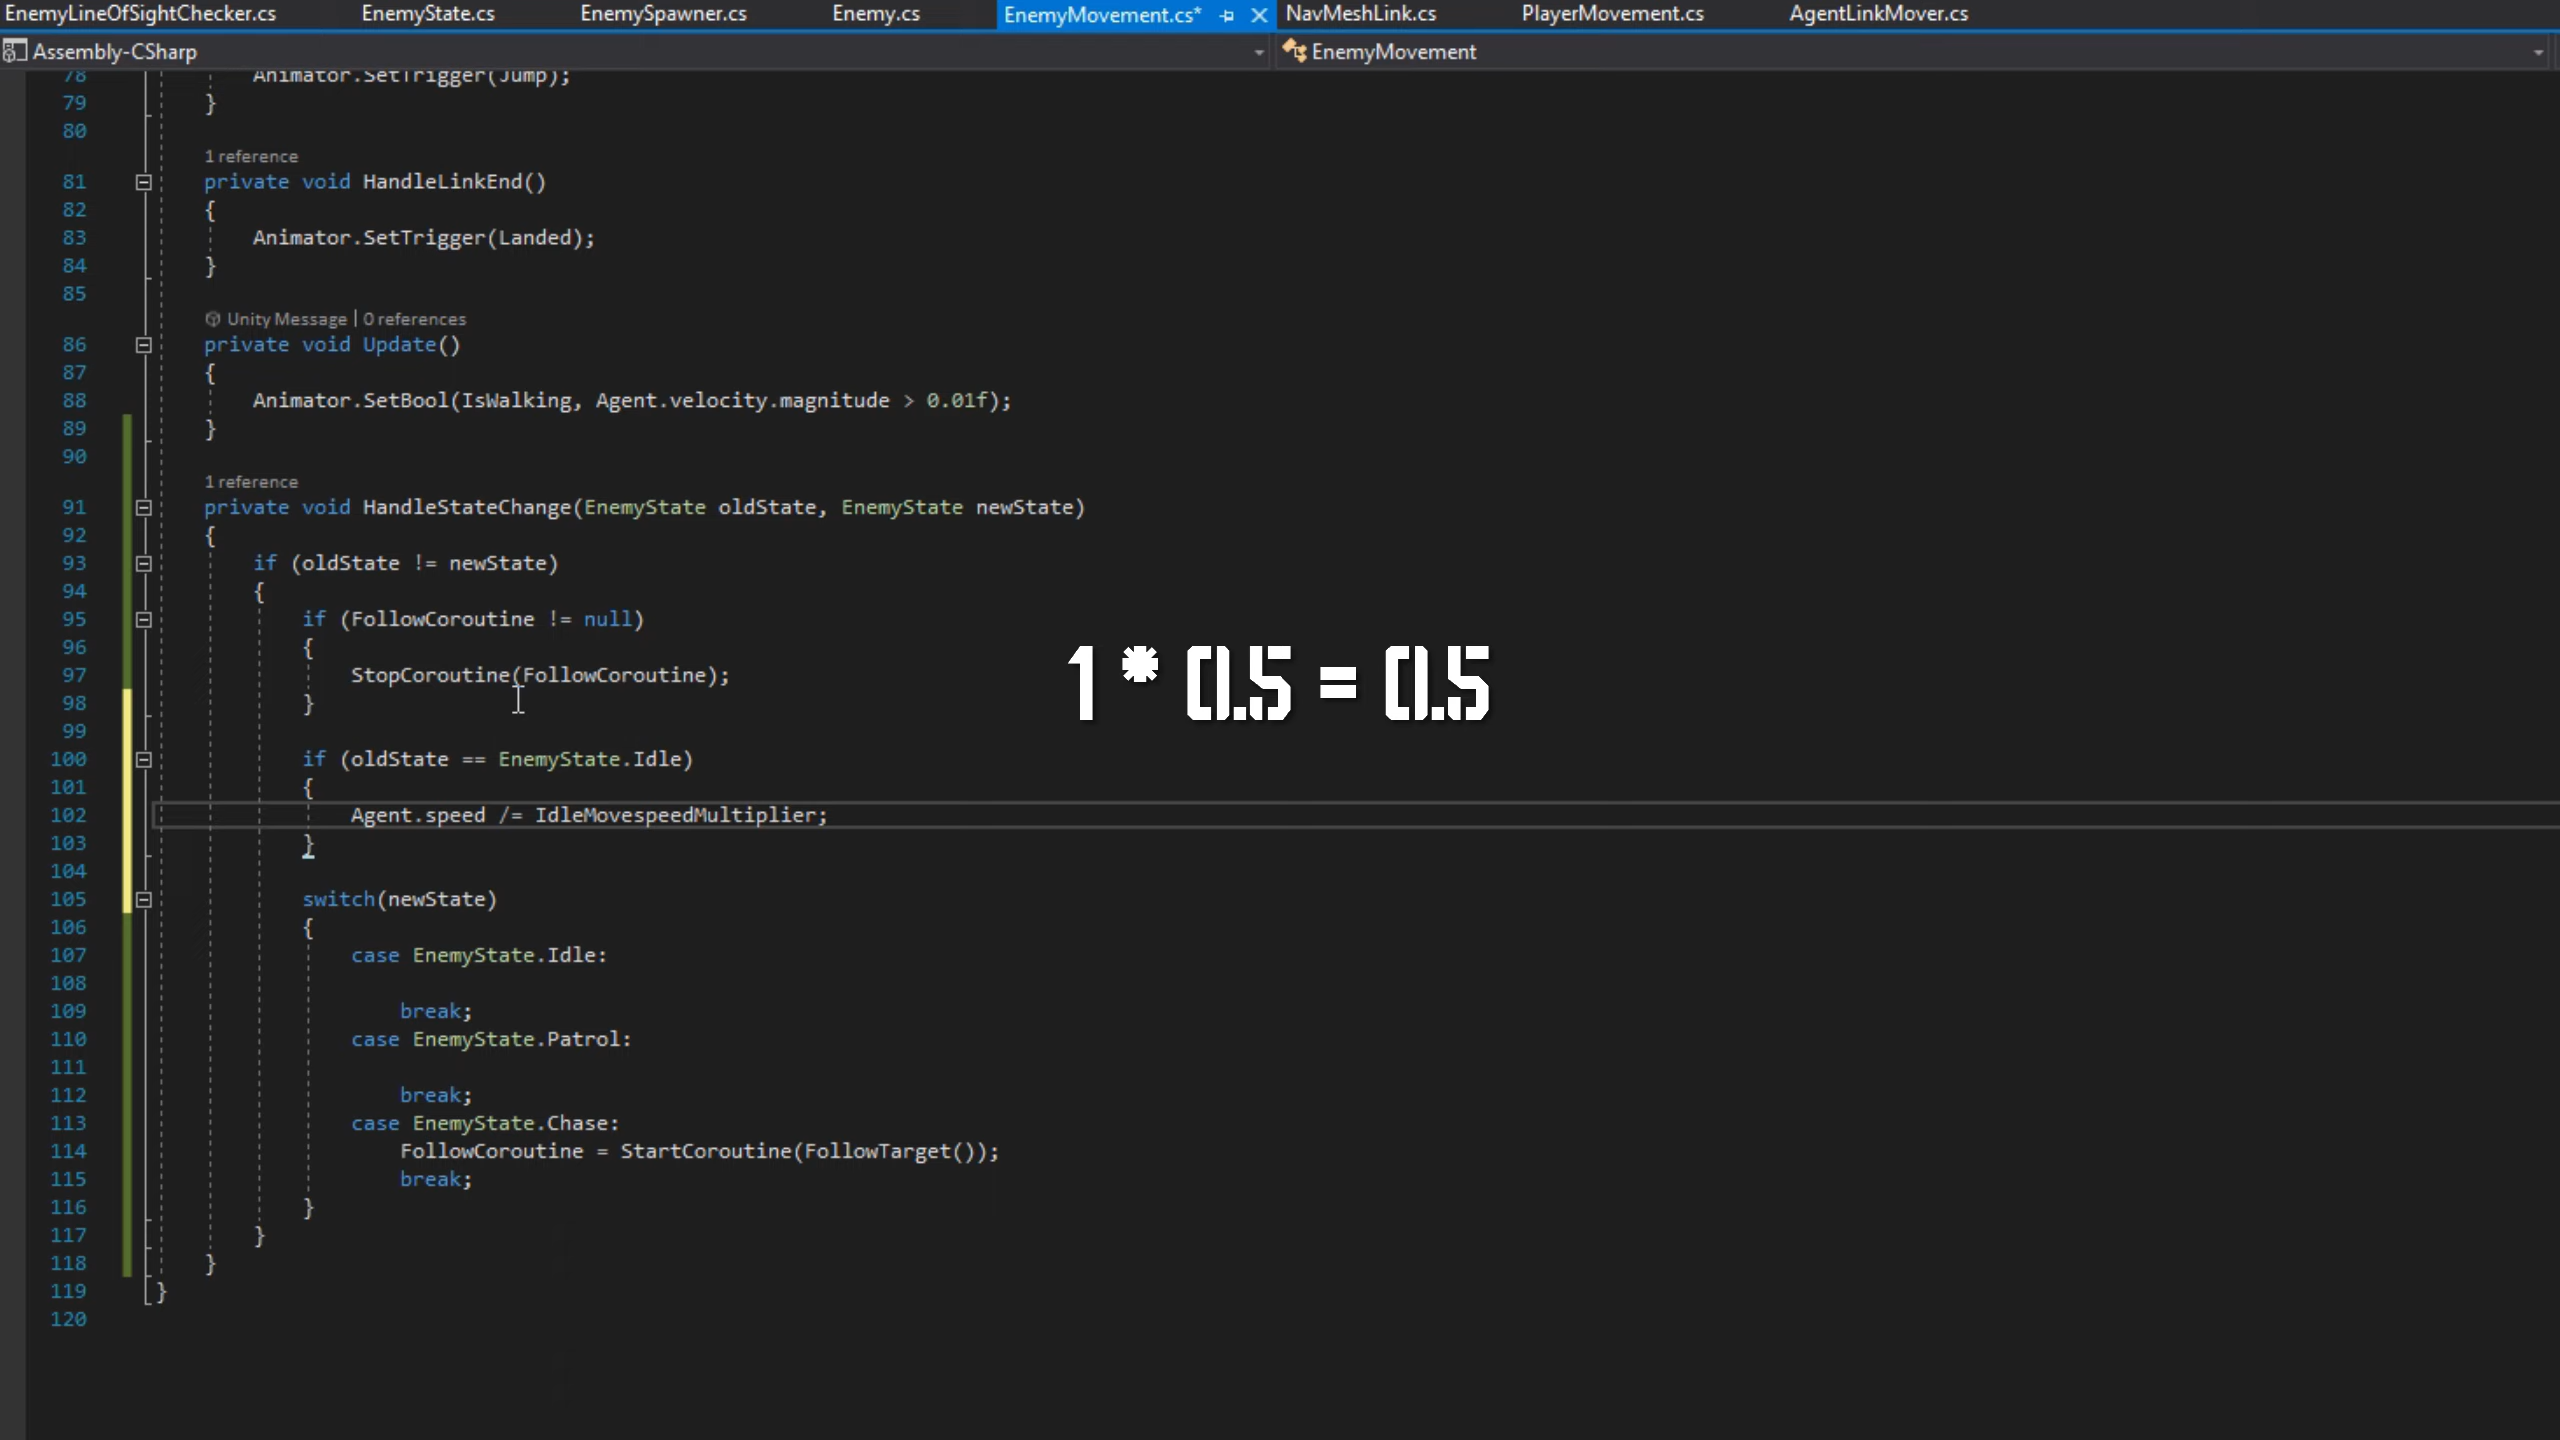 EnemyLineOfSightChecker.cs EnemyState.cs EnemySpawner.cs Enemy.cs EnemyMovement.cs* NavMeshLink.cs PlayerMovement.cs AgentLinkMover.cs
Assembly-CSharp EnemyMovement
78 Animator.SetTrigger(Jump);
79 }
80
1 reference
81 private void HandleLinkEnd()
82 {
83 Animator.SetTrigger(Landed);
84 }
85
Unity Message | 0 references
86 private void Update()
87 {
88 Animator.SetBool(IsWalking, Agent.velocity.magnitude > 0.01f);
89 }
90
1 reference
91 private void HandleStateChange(EnemyState oldState, EnemyState newState)
92 {
93 if (oldState != newState)
94 {
95 if (FollowCoroutine != null)
96 {
97 StopCoroutine(FollowCoroutine);
98 }
99
100 if (oldState == EnemyState.Idle)
101 {
102 Agent.speed /= IdleMovespeedMultiplier;
103 }
104
105 switch(newState)
106 {
107 case EnemyState.Idle:
108
109 break;
110 case EnemyState.Patrol:
111
112 break;
113 case EnemyState.Chase:
114 FollowCoroutine = StartCoroutine(FollowTarget());
115 break;
116 }
117 }
118 }
119 }
120
1 * 0.5 = 0.5